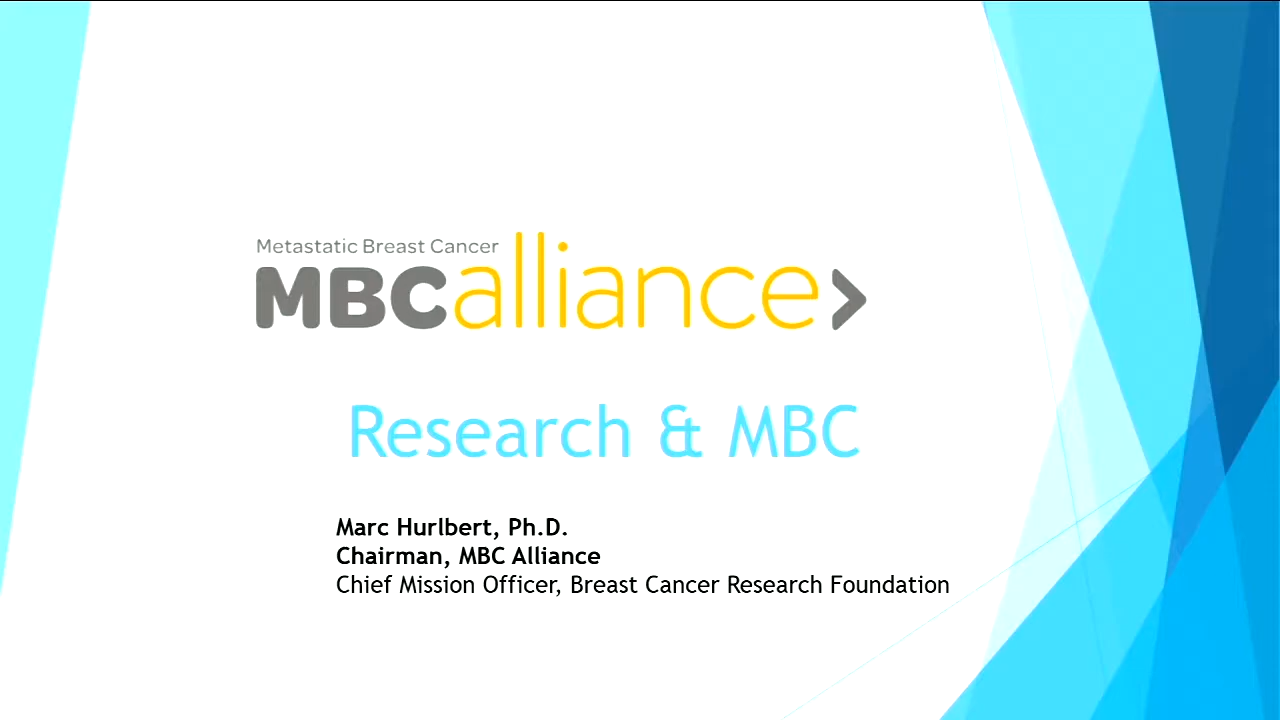 Metastatic Breast Cancer
MBCalliance
Research & MBC
Marc Hurlbert, Ph.D.
Chairman, MBC Alliance
Chief Mission Officer, Breast Cancer Research Foundation